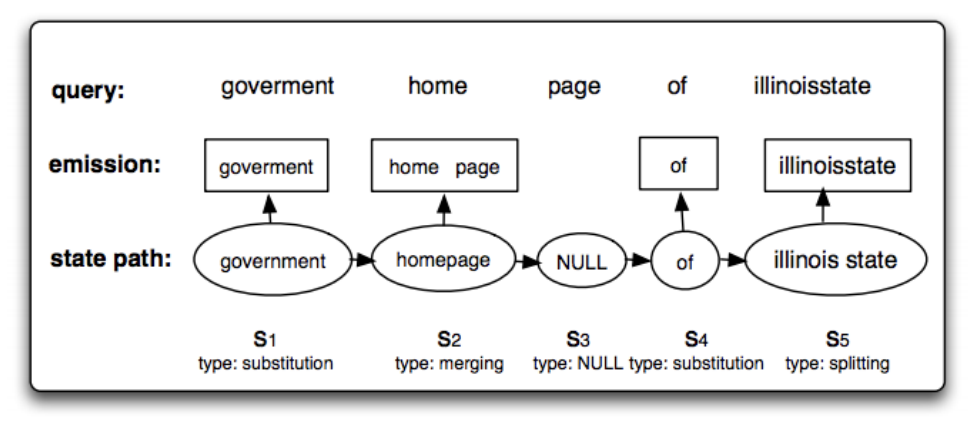 query: goverment home page of illinoisstate
emission: goverment home page of illinoisstate
state path: government homepage NULL of illinois state
S1 S2 S3 S4 S5
type: substitution type: merging type: NULL type: substitution type: splitting